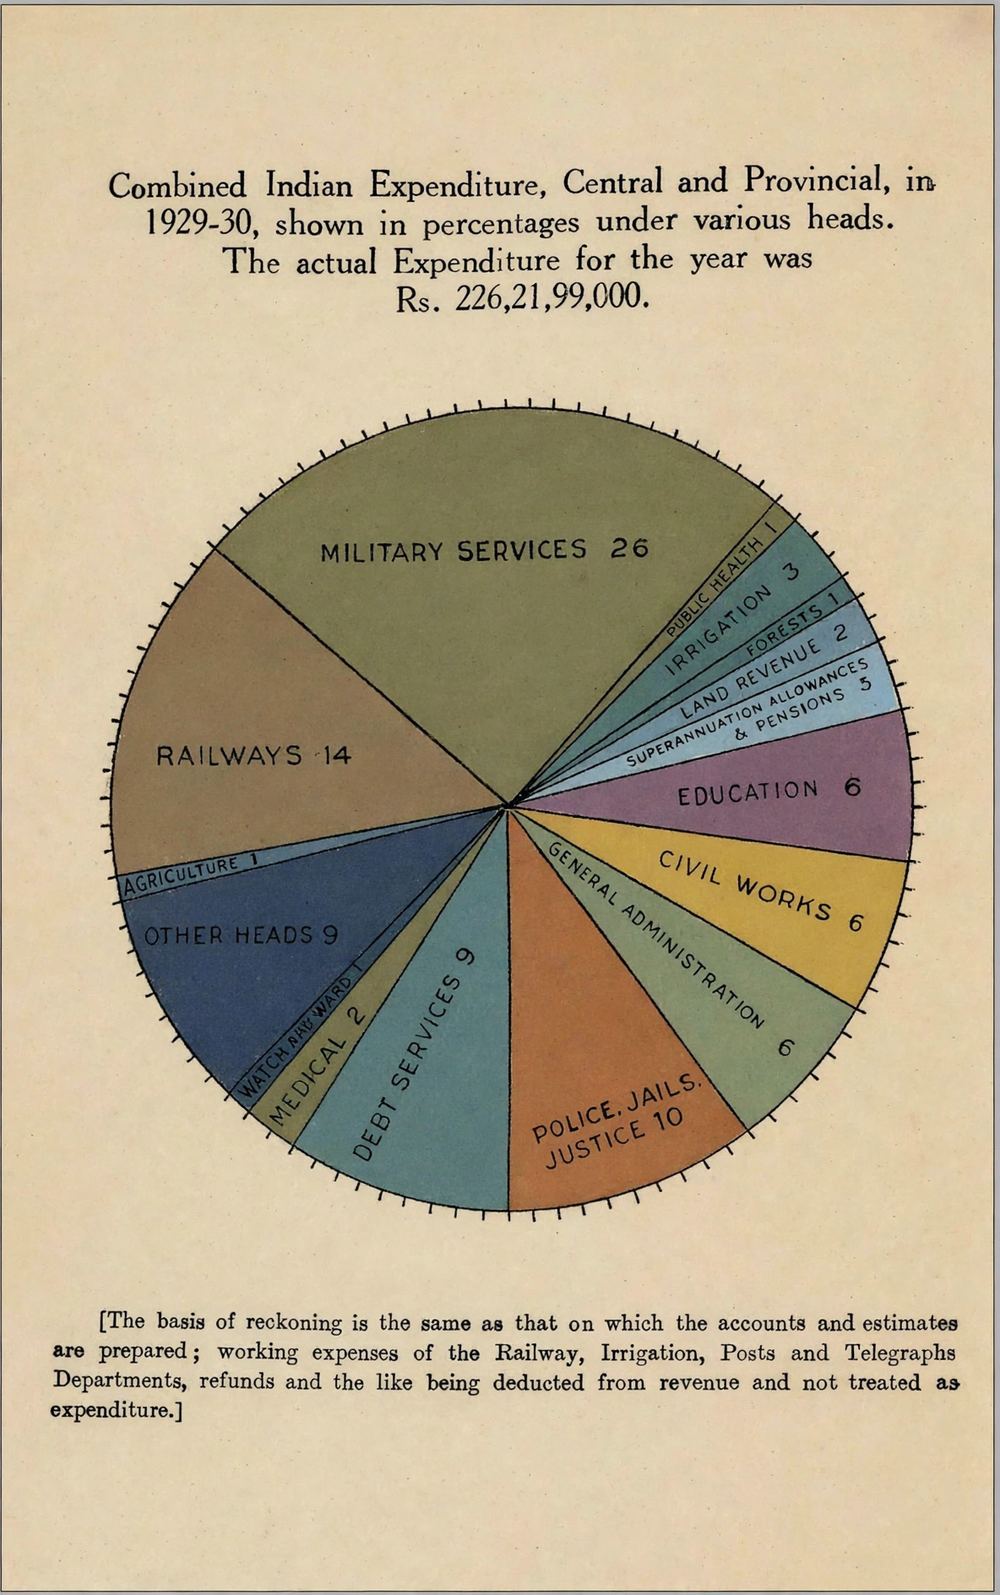 Combined Indian Expenditure, Central and Provincial, in
1929-30, shown in percentages under various heads.
The actual Expenditure for the year was
Rs. 226,21,99,000.
MILITARY SERVICES 26
PUBLIC HEALTH 1
IRRIGATION 3
FORESTS 1
LAND REVENUE 2
SUPERANNUATION ALLOWANCES
& PENSIONS 3
EDUCATION 6
CIVIL WORKS 6
GENERAL ADMINISTRATION 6
POLICE, JAILS,
JUSTICE 10
DEBT SERVICES 9
MEDICAL 2
WATCH AND WARD 1
OTHER HEADS 9
AGRICULTURE 1
RAILWAYS 14
[The basis of reckoning is the same as that on which the accounts and estimates
are prepared; working expenses of the Railway, Irrigation, Posts and Telegraphs
Departments, refunds and the like being deducted from revenue and not treated as
expenditure.]